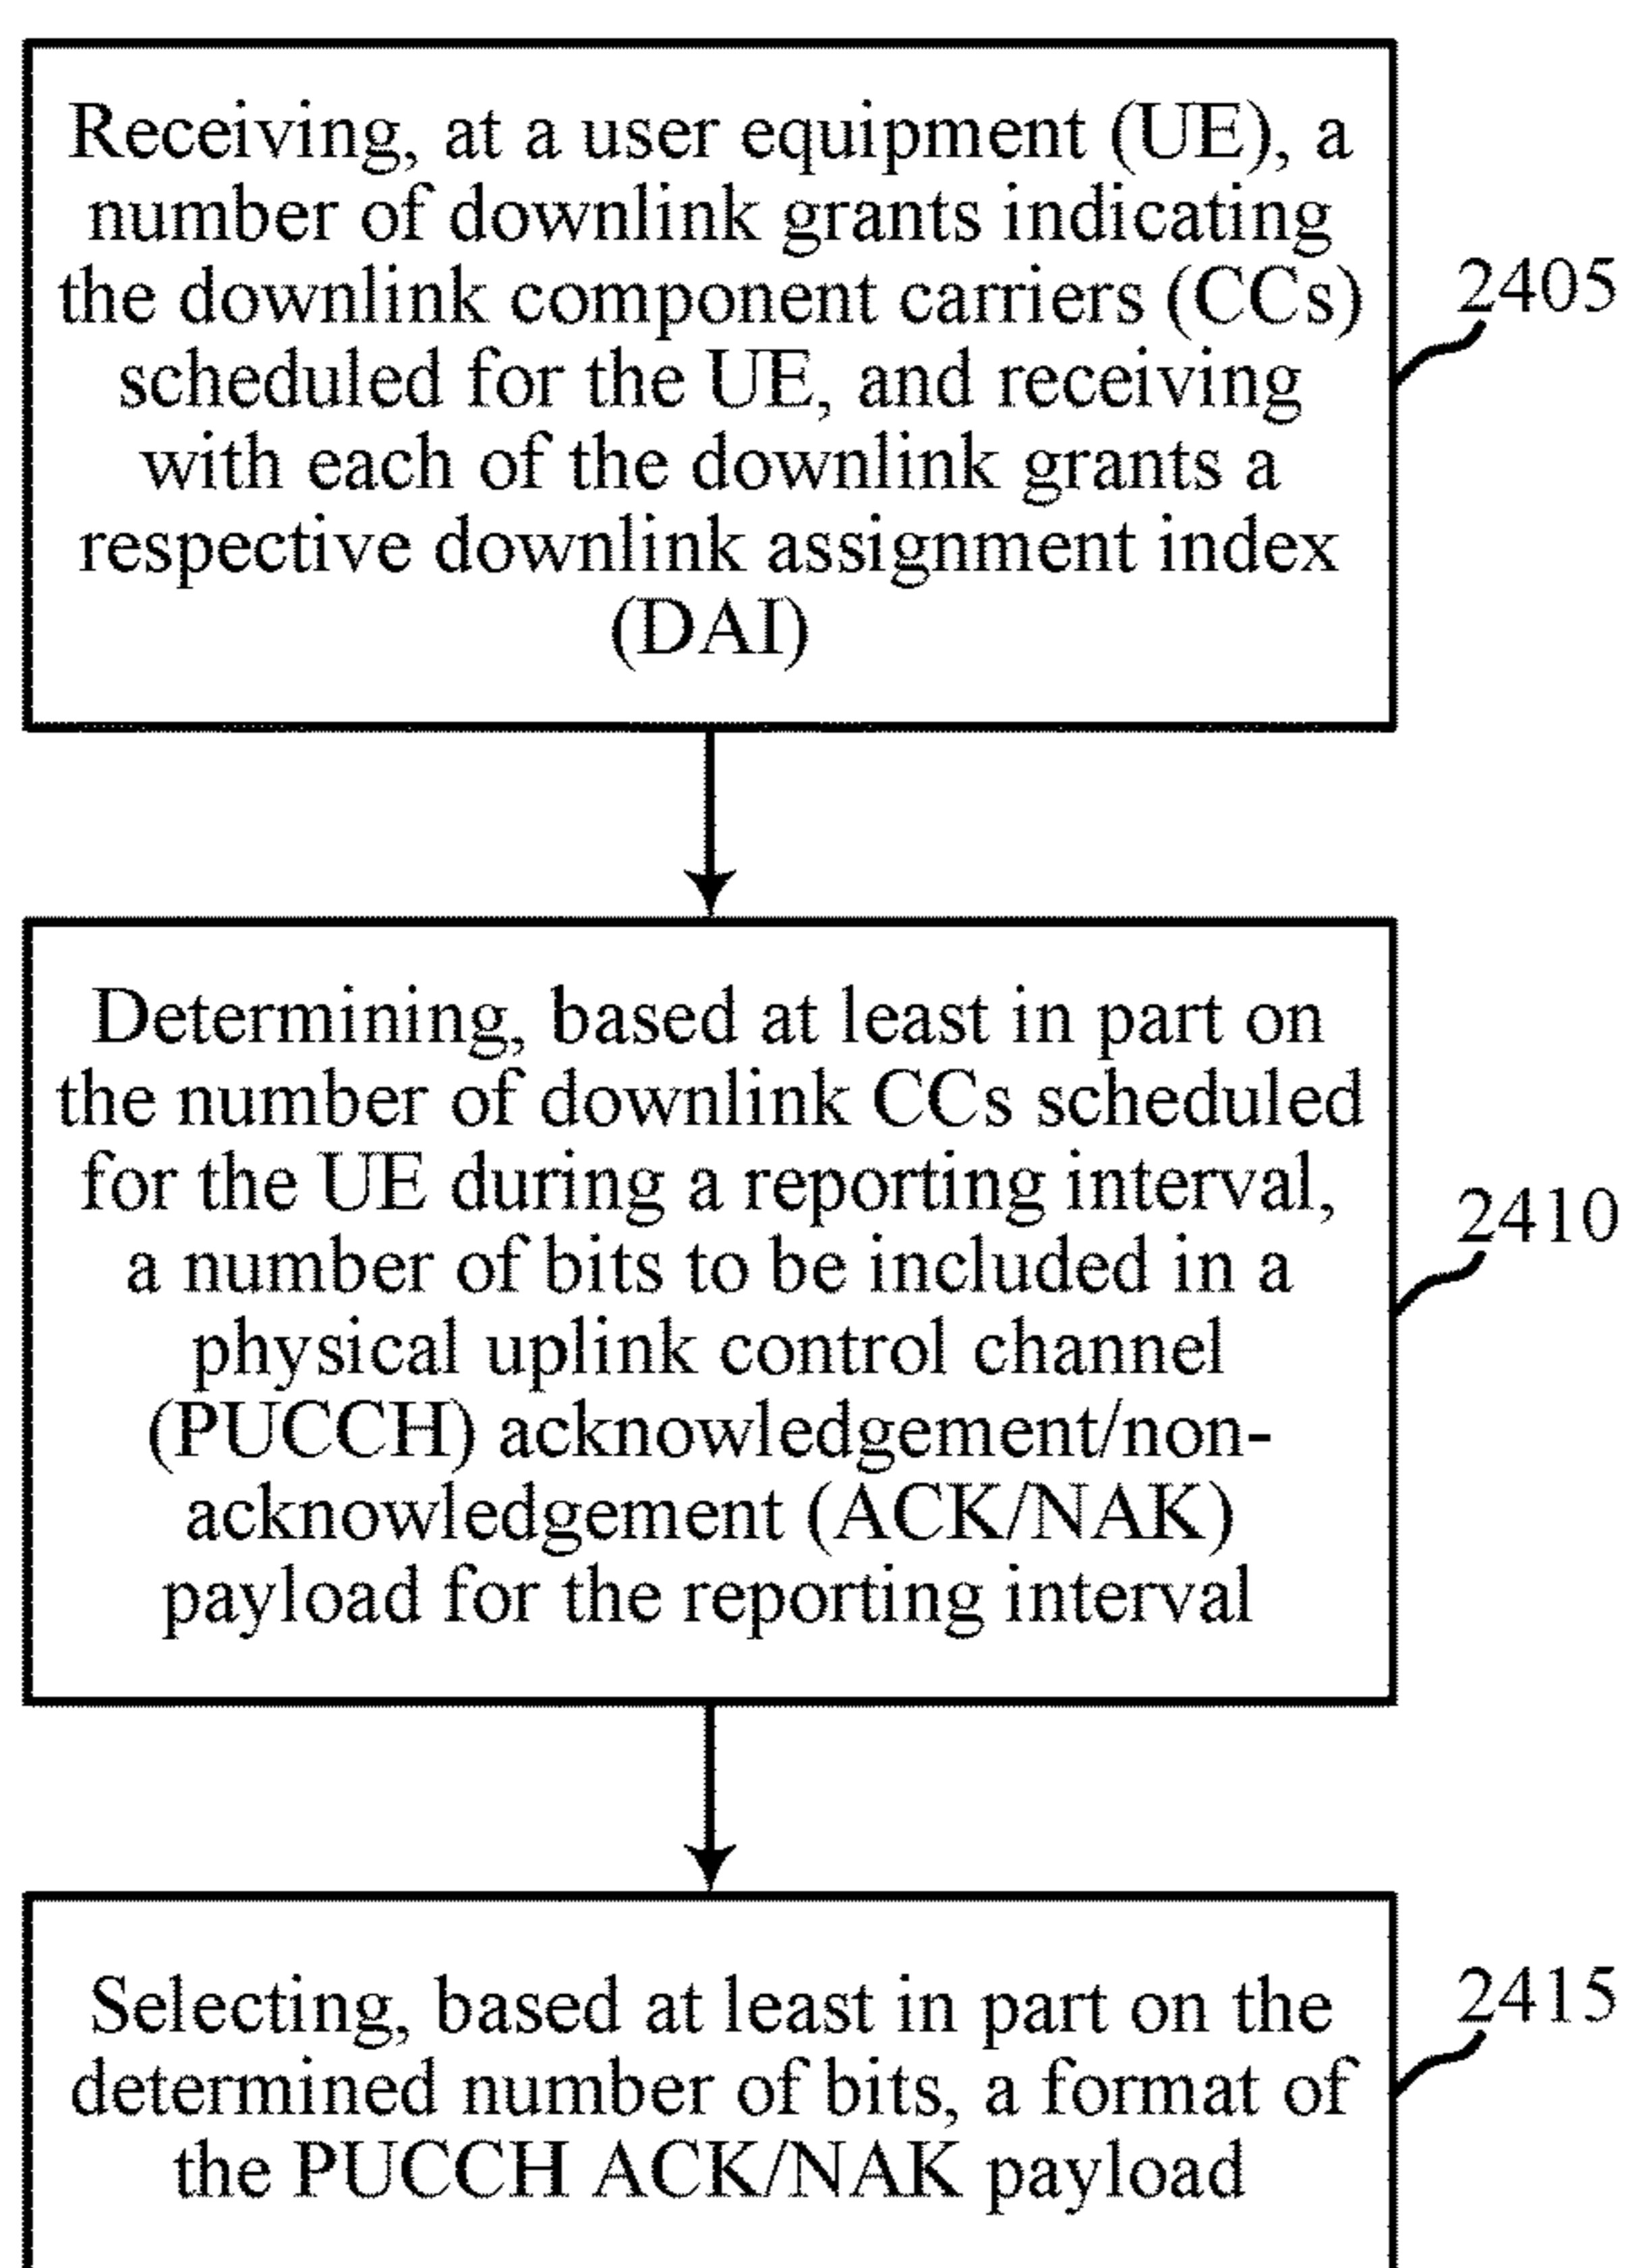 Receiving, at a user equipment (UE), a
number of downlink grants indicating
the downlink component carriers (CCs)
scheduled for the UE, and receiving
with each of the downlink grants a
respective downlink assignment index
(DAI)
2405
Determining, based at least in part on
the number of downlink CCs scheduled
for the UE during a reporting interval,
a number of bits to be included in a
physical uplink control channel
(PUCCH) acknowledgement/non-
acknowledgement (ACK/NAK)
payload for the reporting interval
2410
Selecting, based at least in part on the
determined number of bits, a format of
the PUCCH ACK/NAK payload
2415